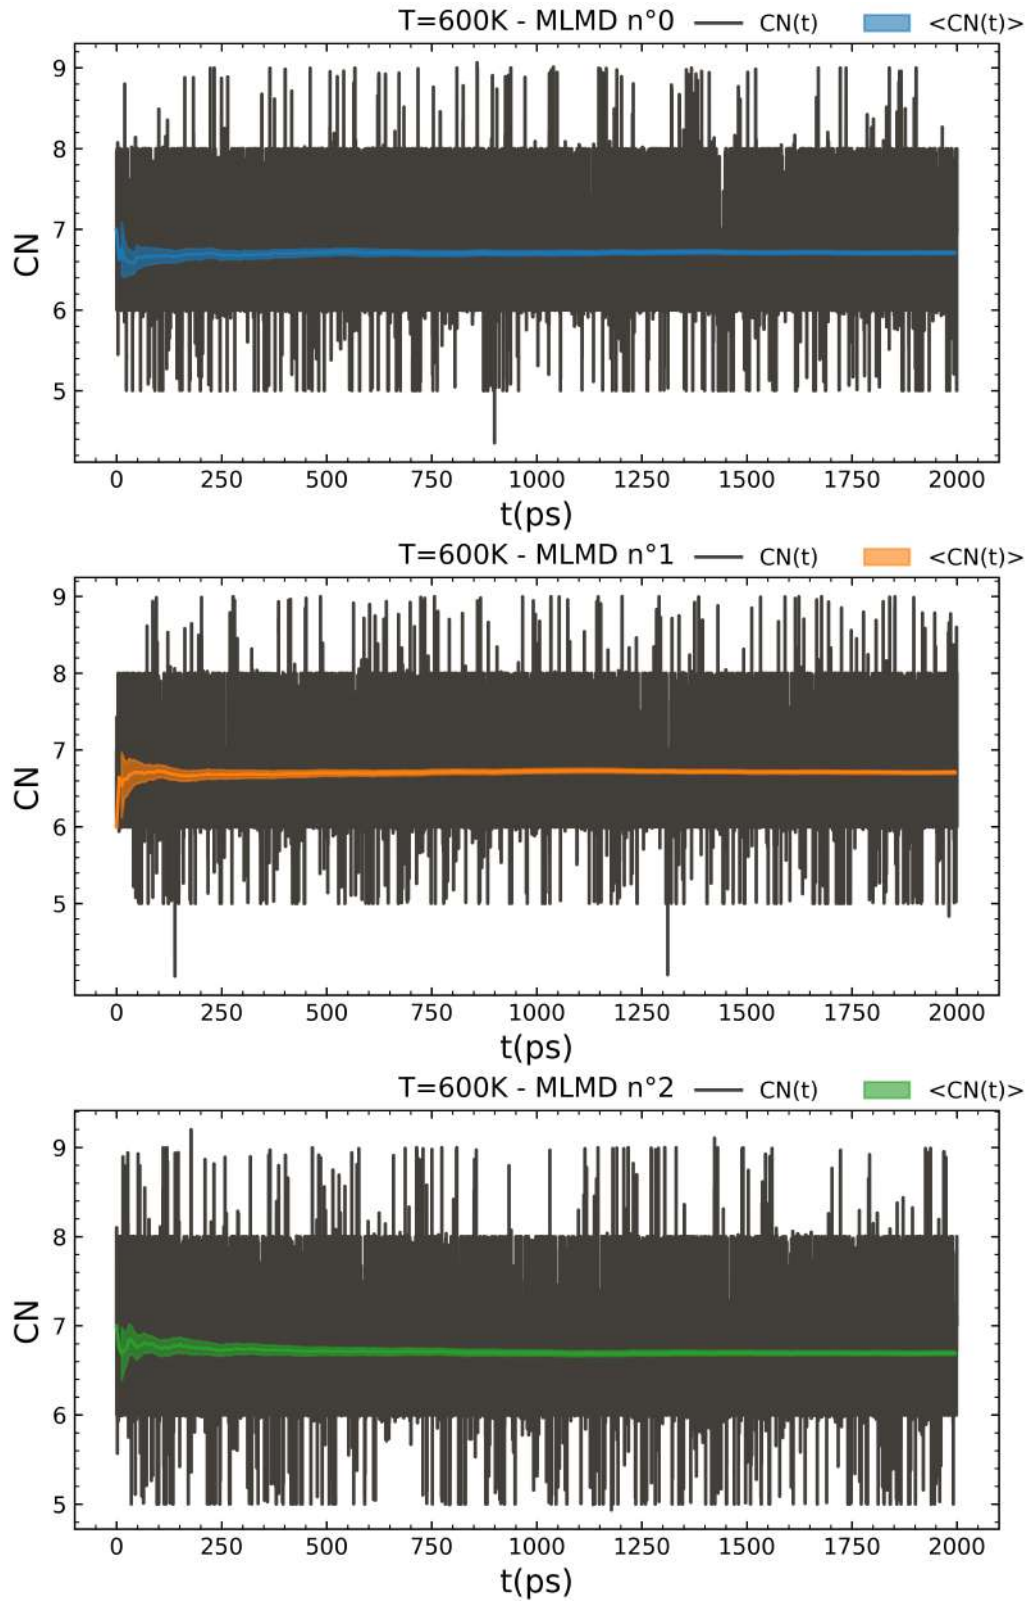 T=600K - MLMD n°0 CN(t) <CN(t)>
9
8
7
6
5
CN
0 250 500 750 1000 1250 1500 1750 2000
t(ps)
T=600K - MLMD n°1 CN(t) <CN(t)>
9
8
7
6
5
CN
0 250 500 750 1000 1250 1500 1750 2000
t(ps)
T=600K - MLMD n°2 CN(t) <CN(t)>
9
8
7
6
5
CN
0 250 500 750 1000 1250 1500 1750 2000
t(ps)